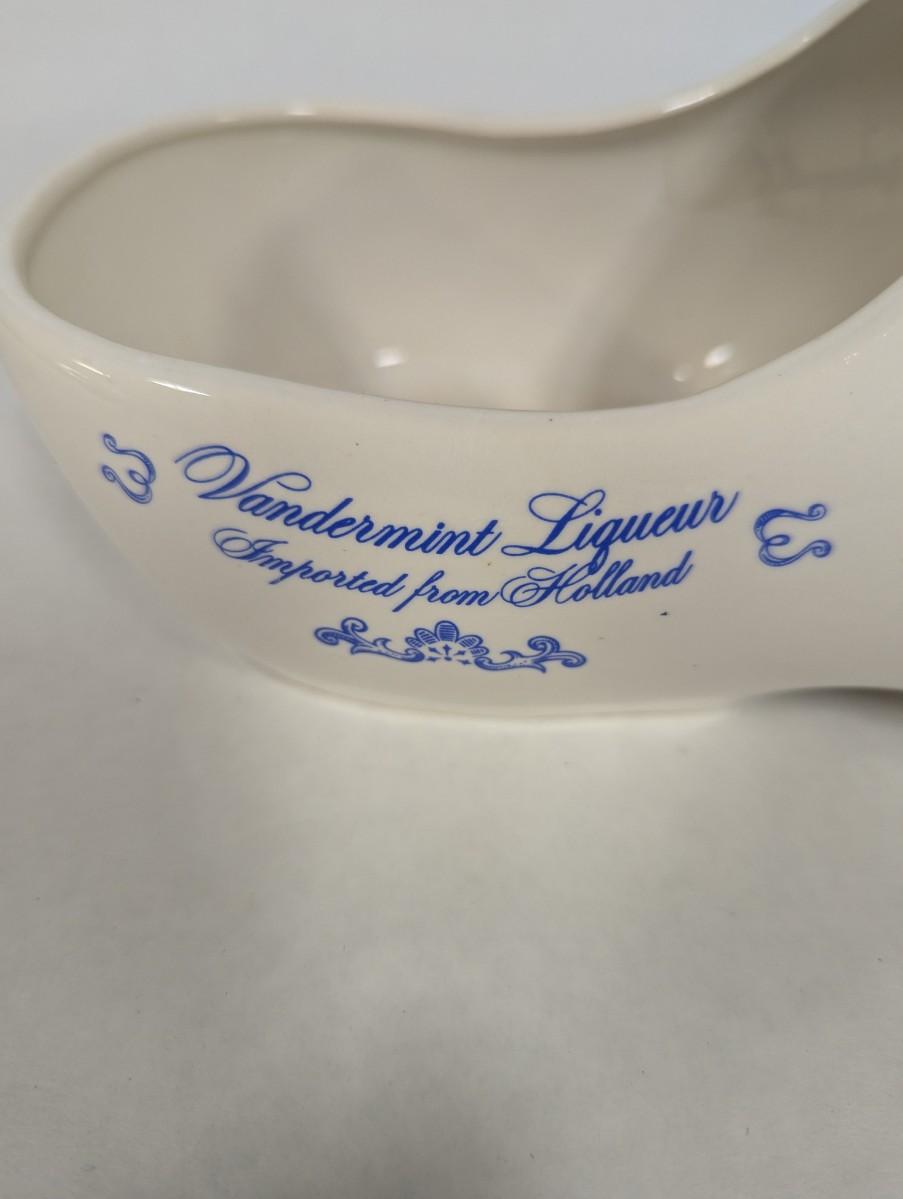 Vandermint Liqueur
Imported from Holland